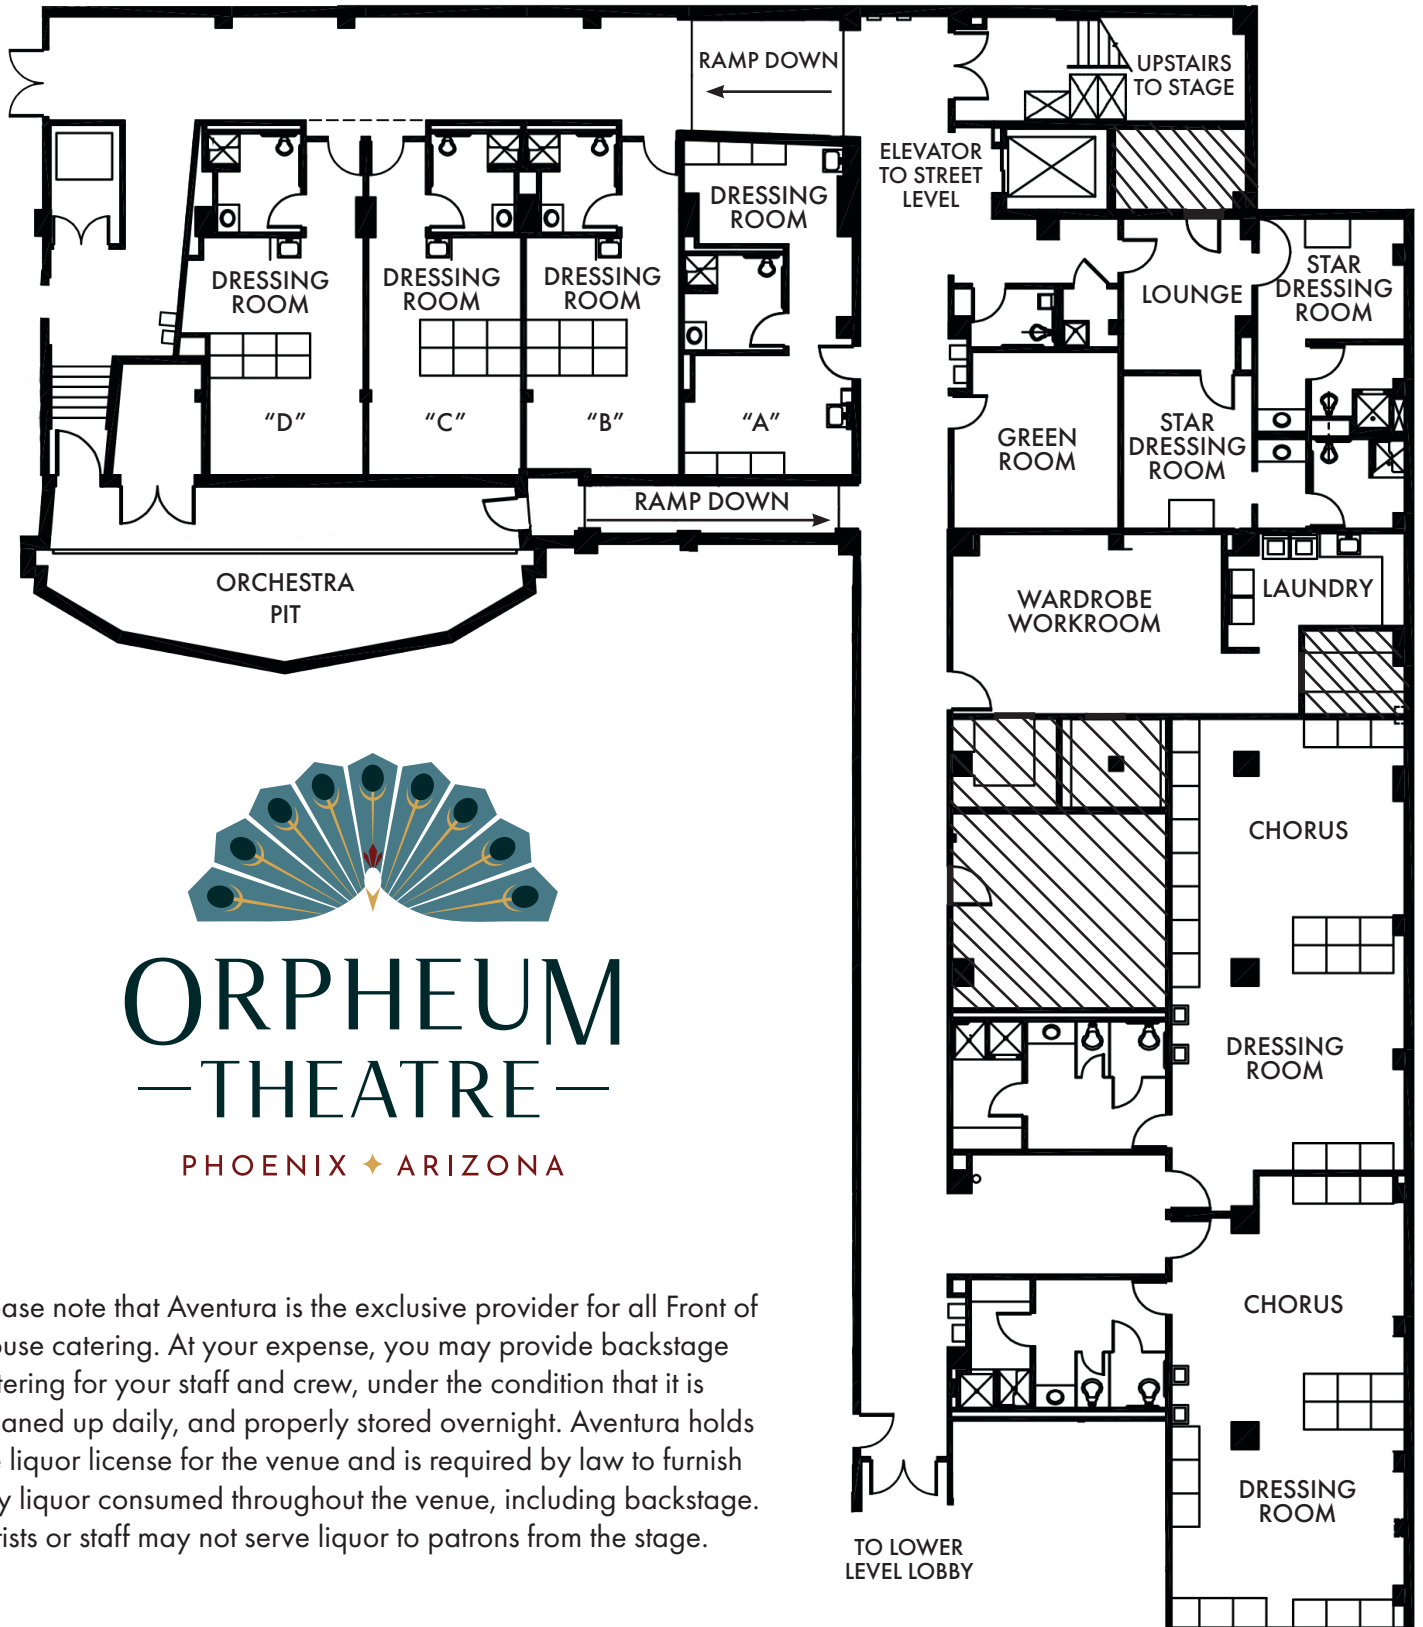 RAMP DOWN
UPSTAIRS
TO STAGE
ELEVATOR
TO STREET
LEVEL
DRESSING
ROOM
DRESSING
ROOM
DRESSING
ROOM
DRESSING
ROOM
LOUNGE
STAR
DRESSING
ROOM
"D"
"C"
"B"
"A"
GREEN
ROOM
STAR
DRESSING
ROOM
RAMP DOWN
ORCHESTRA
PIT
WARDROBE
WORKROOM
LAUNDRY
CHORUS
DRESSING
ROOM
ORPHEUM
THEATRE
PHOENIX ARIZONA
CHORUS
DRESSING
ROOM
ease note that Aventura is the exclusive provider for all Front of
ouse catering. At your expense, you may provide backstage
tering for your staff and crew, under the condition that it is
aned up daily, and properly stored overnight. Aventura holds
e liquor license for the venue and is required by law to furnish
y liquor consumed throughout the venue, including backstage.
tists or staff may not serve liquor to patrons from the stage.
TO LOWER
LEVEL LOBBY